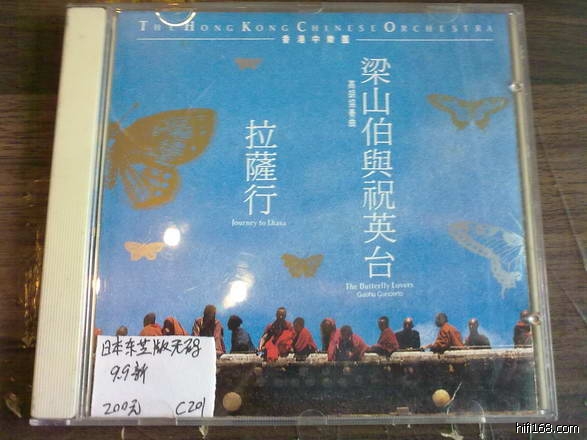 THE HONG KONG CHINESE ORCHESTRA
香港中樂團
梁山伯與祝英台
高胡協奏曲
The Butterfly Lovers
Gaohu Concerto
拉薩行
Journey to Lhasa
日本东芝版无码
99新
200元 C201
hifi168.com